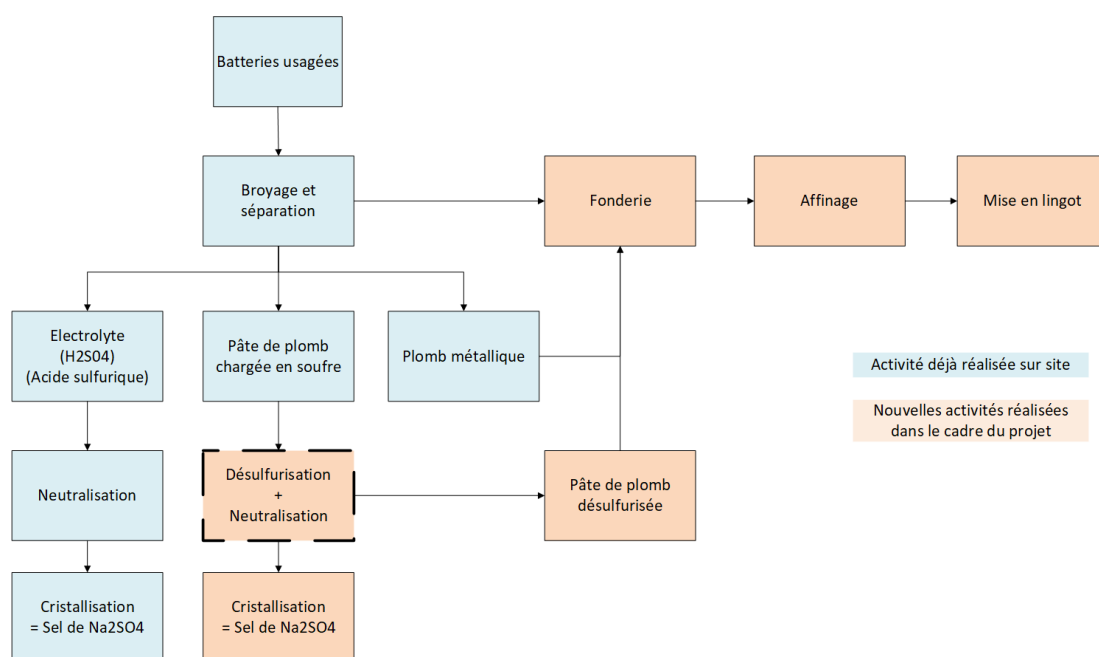 Batteries usagées
Broyage et
séparation
Fonderie
Affinage
Mise en lingot
Electrolyte
(H2S04)
(Acide sulfurique)
Pâte de plomb
chargée en soufre
Plomb métallique
Activité déjà réalisée sur site
Nouvelles activités réalisées
dans le cadre du projet
Neutralisation
Désulfurisation
+
Neutralisation
Pâte de plomb
désulfurisée
Cristallisation
= Sel de Na2SO4
Cristallisation
= Sel de Na2SO4